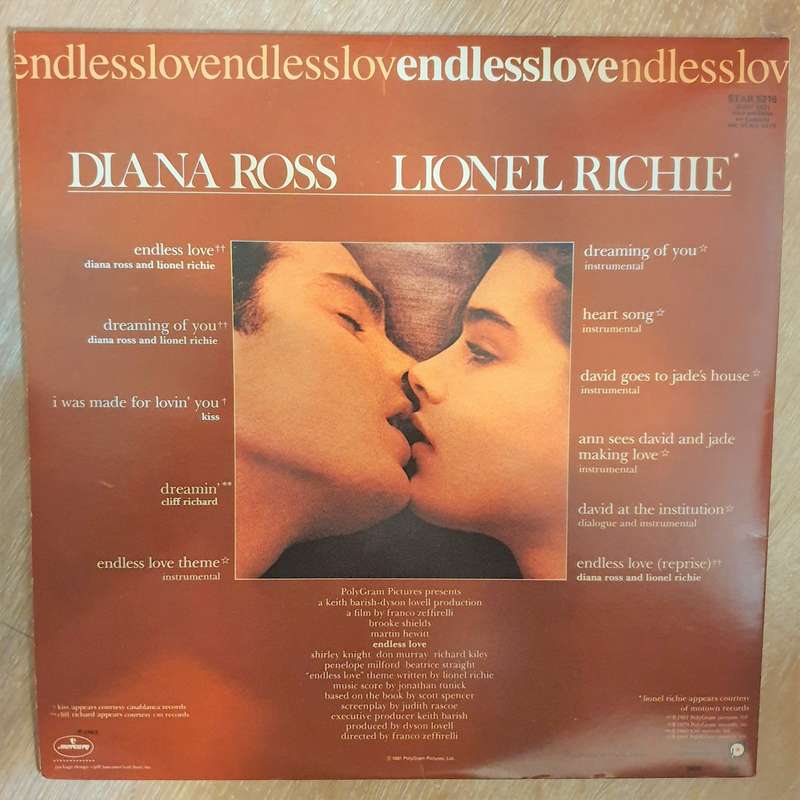 endlesslovendlesslovendlesslovendlesslov
STAR 5216
DIANA ROSS LIONEL RICHIE*
endless love††
diana ross and lionel richie
dreaming of you††
diana ross and lionel richie
i was made for lovin' you†
kiss
dreamin'**
cliff richard
endless love theme☆
instrumental
dreaming of you☆
instrumental
heart song☆
instrumental
david goes to jade's house☆
instrumental
ann sees david and jade
making love☆
instrumental
david at the institution☆
dialogue and instrumental
endless love (reprise)††
diana ross and lionel richie
PolyGram Pictures presents
a keith barish-dyson lovell production
a film by franco zeffirelli
brooke shields
martin hewitt
endless love
shirley knight don murray richard kiley
penelope milford beatrice straight
"endless love" theme written by lionel richie
music score by jonathan tunick
based on the book by scott spencer
screenplay by judith rascoe
executive producer keith barish
produced by dyson lovell
directed by franco zeffirelli
© 1981 PolyGram Pictures, Ltd.
† kiss appears courtesy casablanca records
**cliff richard appears courtesy emi records
mercury
*lionel richie appears courtesy
of motown records